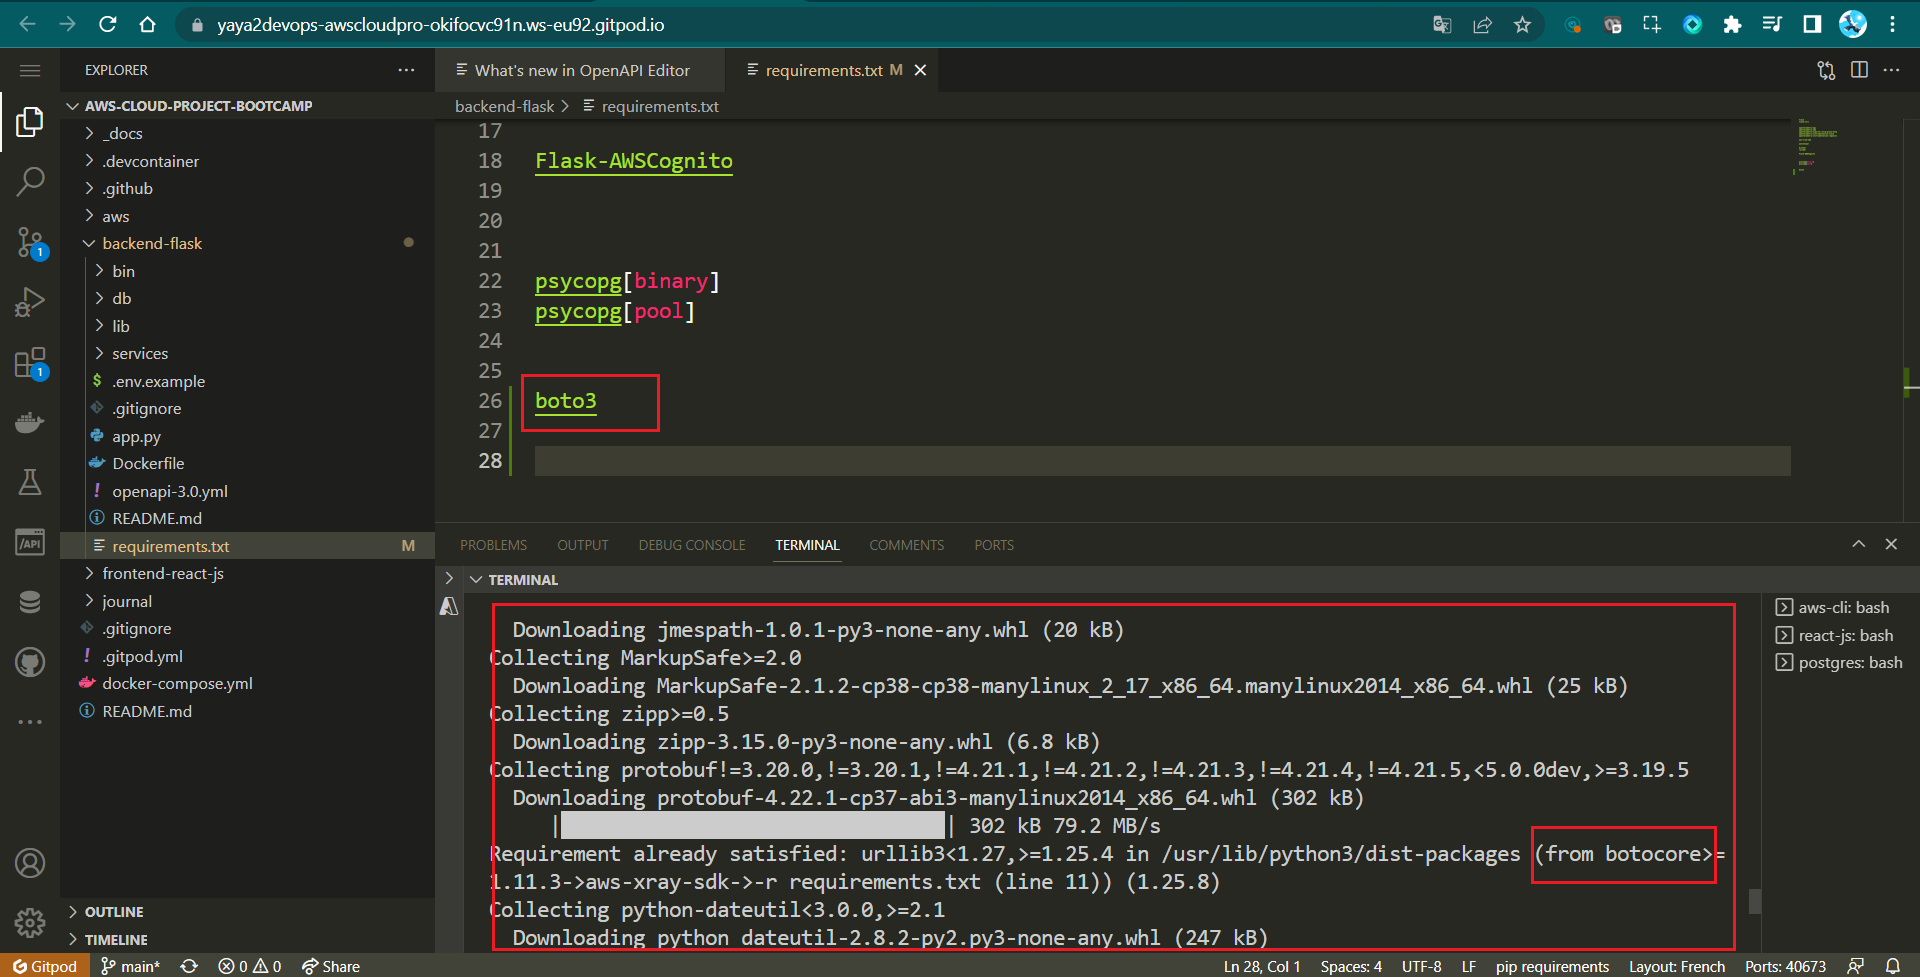 yaya2devops-awscloudpro-okifocvc91n.ws-eu92.gitpod.io
EXPLORER
AWS-CLOUD-PROJECT-BOOTCAMP
_docs
.devcontainer
.github
aws
backend-flask
bin
db
lib
services
$ .env.example
.gitignore
app.py
Dockerfile
! openapi-3.0.yml
README.md
requirements.txt M
frontend-react-js
journal
.gitignore
! .gitpod.yml
docker-compose.yml
README.md
OUTLINE
TIMELINE
1
1
/API
What's new in OpenAPI Editor
requirements.txt M
backend-flask > requirements.txt
17
18 Flask-AWSCognito
19
20
21
22 psycopg[binary]
23 psycopg[pool]
24
25
26 boto3
27
28
PROBLEMS OUTPUT DEBUG CONSOLE TERMINAL COMMENTS PORTS
TERMINAL
Downloading jmespath-1.0.1-py3-none-any.whl (20 kB)
Collecting MarkupSafe>=2.0
Downloading MarkupSafe-2.1.2-cp38-cp38-manylinux_2_17_x86_64.manylinux2014_x86_64.whl (25 kB)
Collecting zipp>=0.5
Downloading zipp-3.15.0-py3-none-any.whl (6.8 kB)
Collecting protobuf!=3.20.0,!=3.20.1,!=4.21.1,!=4.21.2,!=4.21.3,!=4.21.4,!=4.21.5,<5.0.0dev,>=3.19.5
Downloading protobuf-4.22.1-cp37-abi3-manylinux2014_x86_64.whl (302 kB)
| | 302 kB 79.2 MB/s
Requirement already satisfied: urllib3<1.27,>=1.25.4 in /usr/lib/python3/dist-packages (from botocore>=
1.11.3->aws-xray-sdk->-r requirements.txt (line 11)) (1.25.8)
Collecting python-dateutil<3.0.0,>=2.1
Downloading python_dateutil-2.8.2-py2.py3-none-any.whl (247 kB)
aws-cli: bash
react-js: bash
postgres: bash
Gitpod main* 0 0 Share
Ln 28, Col 1 Spaces: 4 UTF-8 LF pip requirements Layout: French Ports: 40673